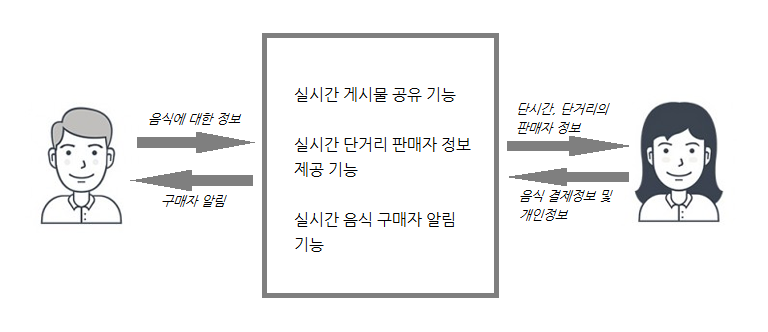 음식에 대한 정보
구매자 알림
실시간 게시물 공유 기능
실시간 단거리 판매자 정보
제공 기능
실시간 음식 구매자 알림
기능
단시간, 단거리의
판매자 정보
음식 결제정보 및
개인정보